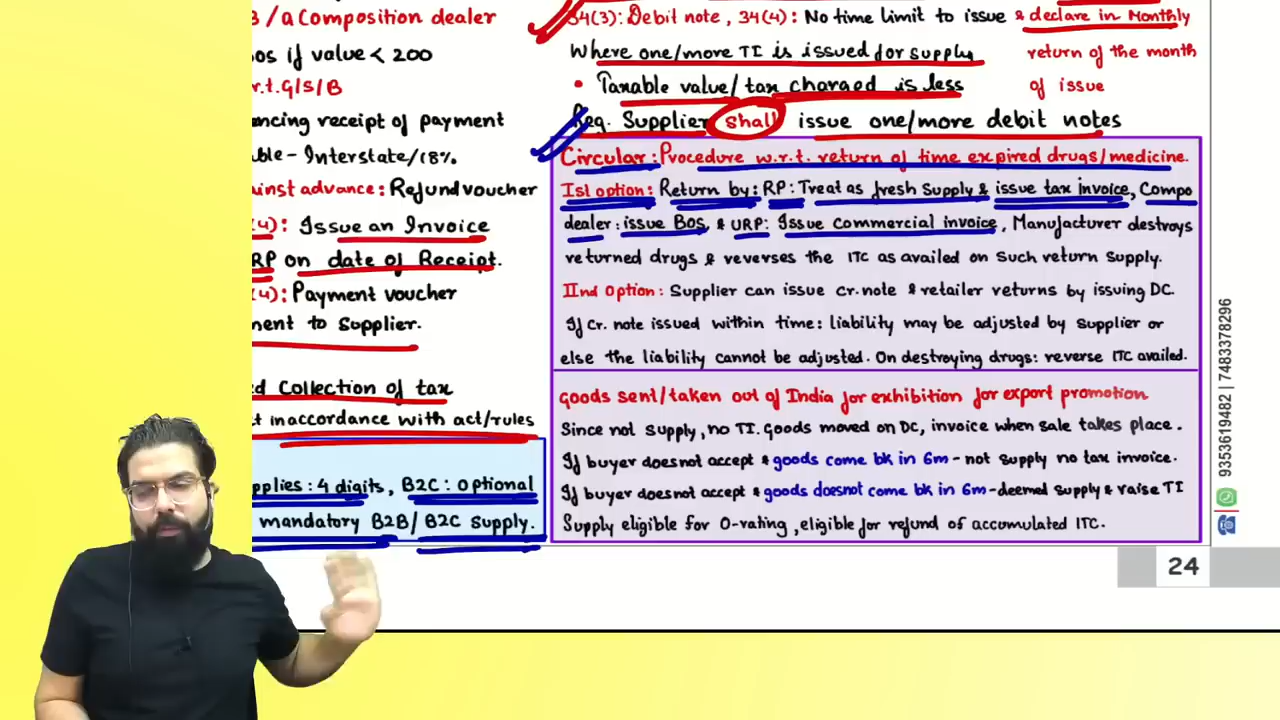 B / a Composition dealer
os if value < 200
r.t. G/S/B
ncing receipt of payment
ble - Interstate/18%
inst advance: Refund voucher
(4): Issue an Invoice
RP on date of Receipt.
(4): Payment voucher
nent to Supplier.
ed Collection of tax
t inaccordance with act/rules
pplies: 4 digits, B2C: Optional
mandatory B2B/ B2C supply.
34(3): Debit note, 34(4): No time limit to issue & declare in Monthly
Where one/more TI is issued for supply return of the month
• Taxable value/ tax charged is less of issue
Reg. Supplier shall issue one/more debit notes
Circular: Procedure w.r.t. return of time expired drugs/medicine.
Ist option: Return by: RP: Treat as fresh Supply & issue tax invoice, Compo
dealer: issue BOS, & URP: Issue commercial invoice, Manufacturer destroys
returned drugs & reverses the ITC as availed on such return supply.
IInd Option: Supplier can issue cr.note & retailer returns by issuing DC.
If Cr. note issued within time: liability may be adjusted by supplier or
else the liability cannot be adjusted. On destroying drugs: reverse ITC availed.
goods sent/taken out of India for exhibition for export promotion
Since not supply, no TI. Goods moved on DC, invoice when sale takes place.
If buyer doesnot accept & goods come bk in 6m - not supply no tax invoice.
If buyer doesnot accept & goods doesnot come bk in 6m - deemed supply & raise TI
Supply eligible for 0-rating, eligible for refund of accumulated ITC.
24
9353619482 | 7483378296